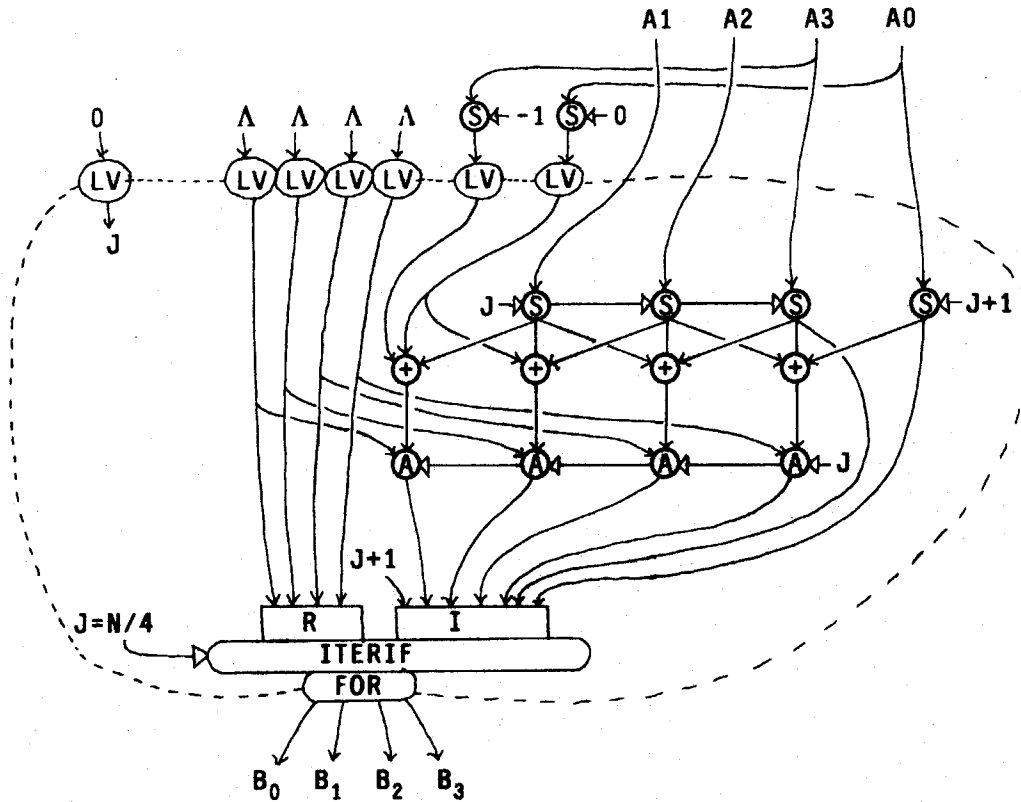 A1 A2 A3 A0
S -1 S 0
0 Λ Λ Λ Λ
LV LV LV LV LV LV LV
J
J S S S S J+1
+ + + +
A A A A J
J+1
R I
J=N/4
ITERIF
FOR
B₀ B₁ B₂ B₃